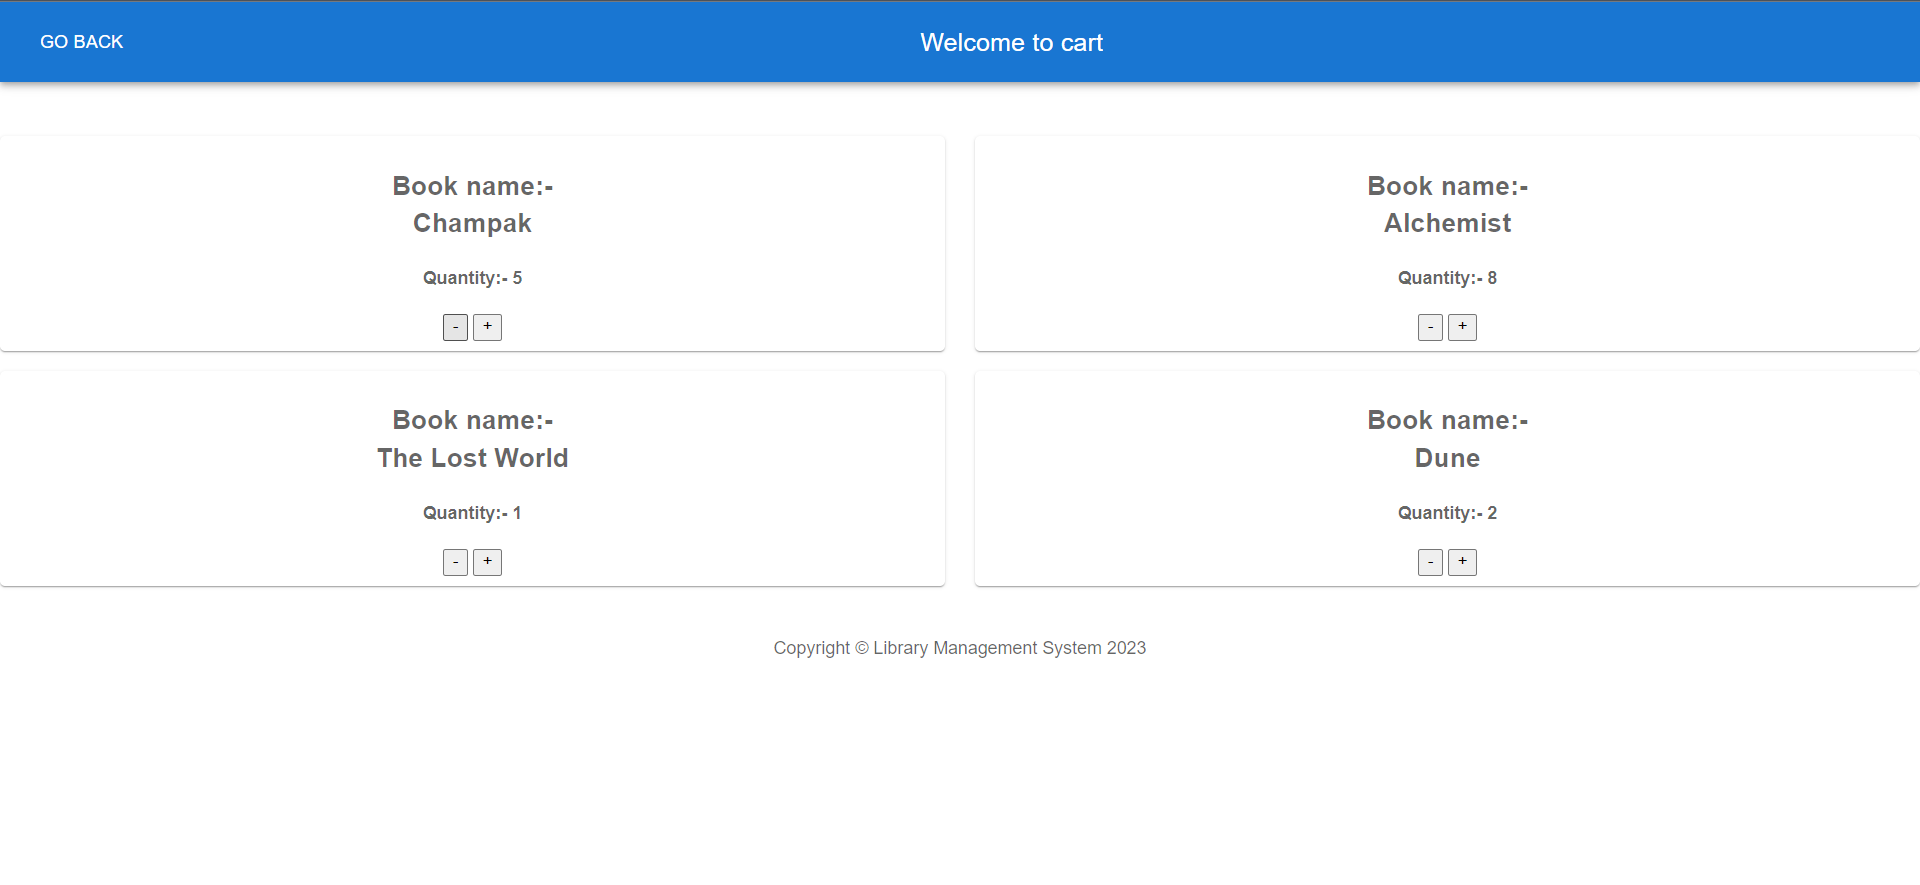 GO BACK
Welcome to cart
Book name:-
Champak
Quantity:- 5
- +
Book name:-
Alchemist
Quantity:- 8
- +
Book name:-
The Lost World
Quantity:- 1
- +
Book name:-
Dune
Quantity:- 2
- +
Copyright © Library Management System 2023